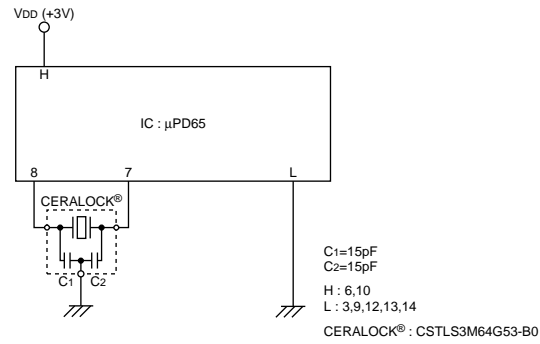 VDD (+3V)
H
IC : μPD65
8 7 L
CERALOCK®
C1 C2
C1=15pF
C2=15pF
H : 6,10
L : 3,9,12,13,14
CERALOCK® : CSTLS3M64G53-B0